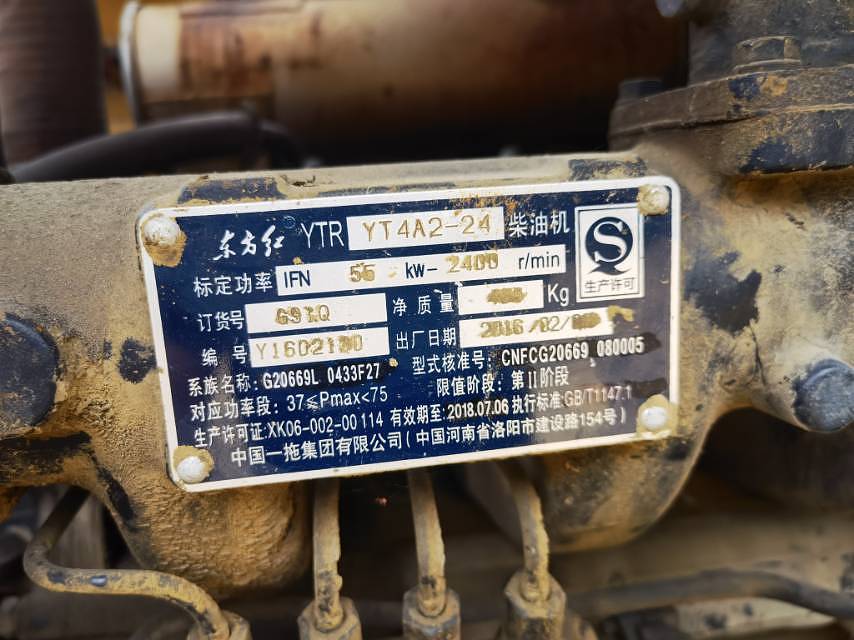 东方红 YTR YT4A2-24 柴油机
标定功率 IFN 55 kw- 2400 r/min
生产许可
订货号 G91Q 净质量 Kg
编号 出厂日期 2016/02/
系族名称: G20669L 0433F27 型式核准号: CNFCG20669 080005
对应功率段: 37≤Pmax<75 限值阶段: 第II阶段
生产许可证:XK06-002-00114 有效期至:2018.07.06 执行标准:GB/T1147.1
中国一拖集团有限公司(中国河南省洛阳市建设路154号)